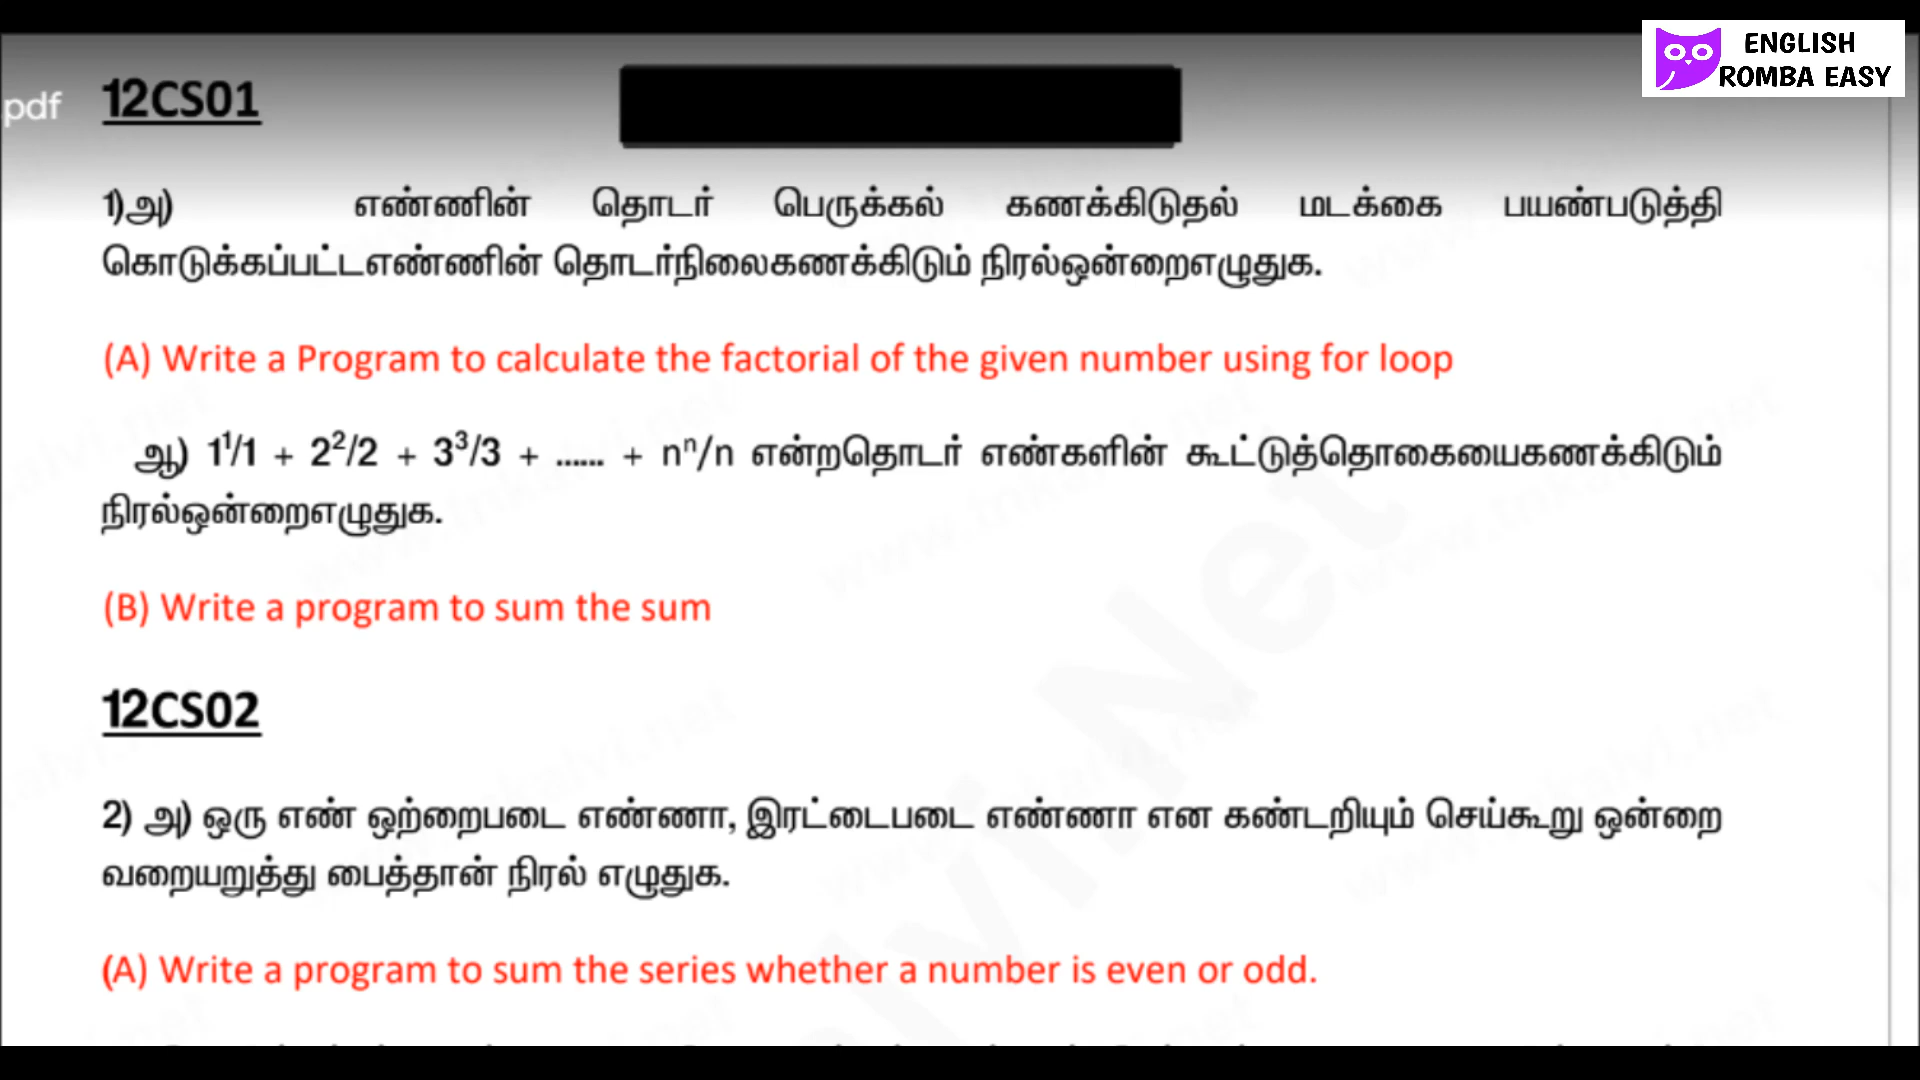 ENGLISH
ROMBA EASY
pdf 12CS01
1)அ) எண்ணின் தொடர் பெருக்கல் கணக்கிடுதல் மடக்கை பயண்படுத்தி
கொடுக்கப்பட்டஎண்ணின் தொடர்நிலைகணக்கிடும் நிரல்ஒன்றைஎழுதுக.
(A) Write a Program to calculate the factorial of the given number using for loop
ஆ) 1¹/1 + 2²/2 + 3³/3 + ...... + nⁿ/n என்றதொடர் எண்களின் கூட்டுத்தொகையைகணக்கிடும்
நிரல்ஒன்றைஎழுதுக.
(B) Write a program to sum the sum
12CS02
2) அ) ஒரு எண் ஒற்றைபடை எண்ணா, இரட்டைபடை எண்ணா என கண்டறியும் செய்கூறு ஒன்றை
வறையறுத்து பைத்தான் நிரல் எழுதுக.
(A) Write a program to sum the series whether a number is even or odd.